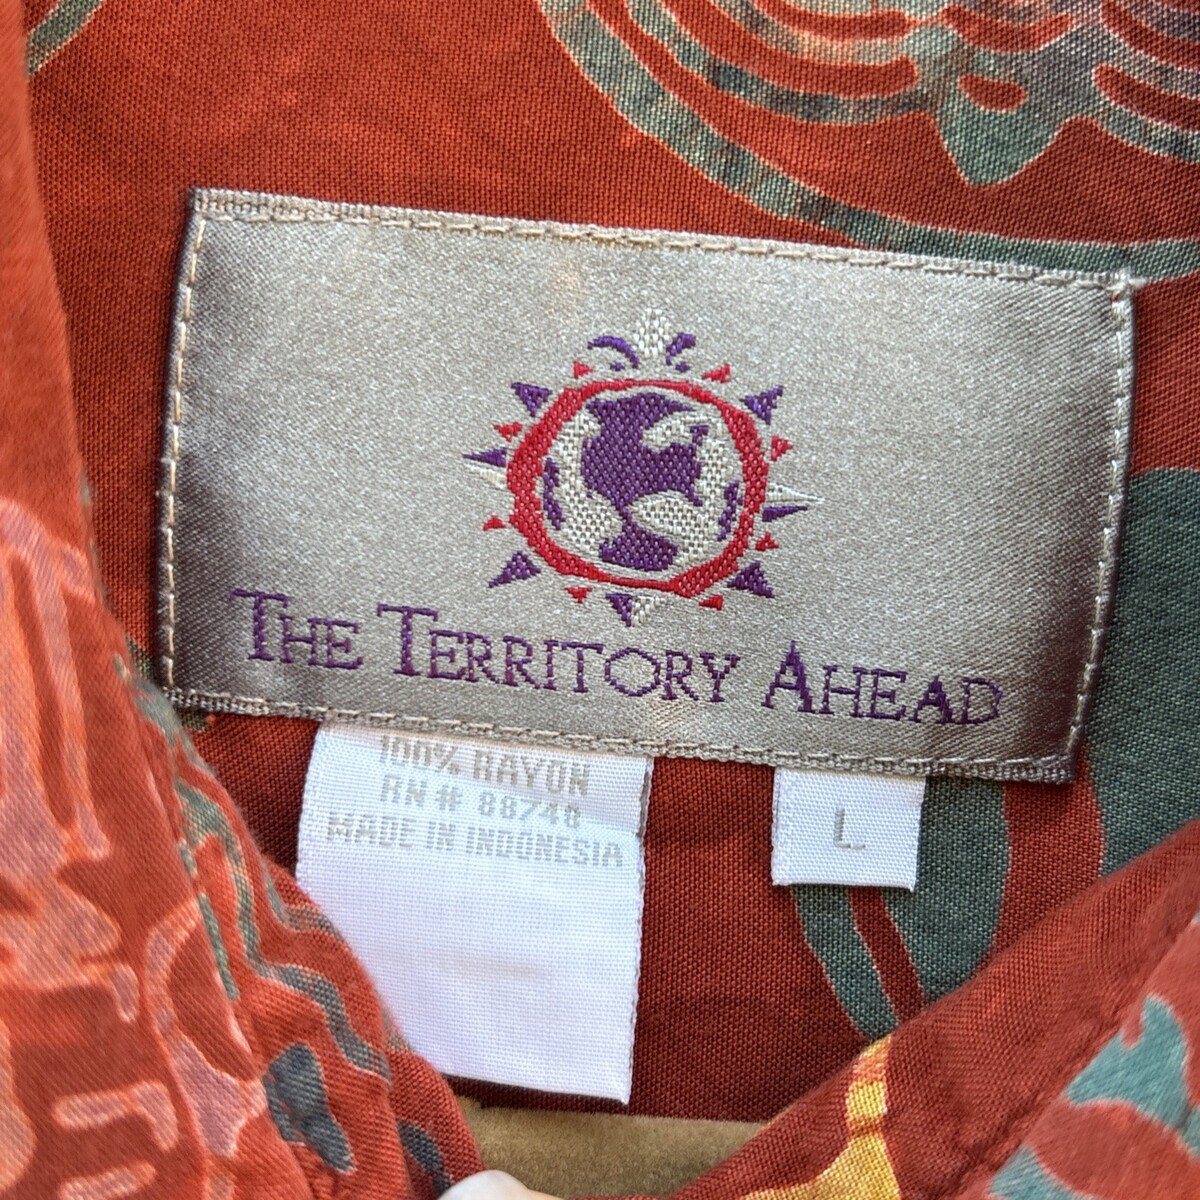 THE TERRITORY AHEAD
100% RAYON
RN # 88748
MADE IN INDONESIA
L